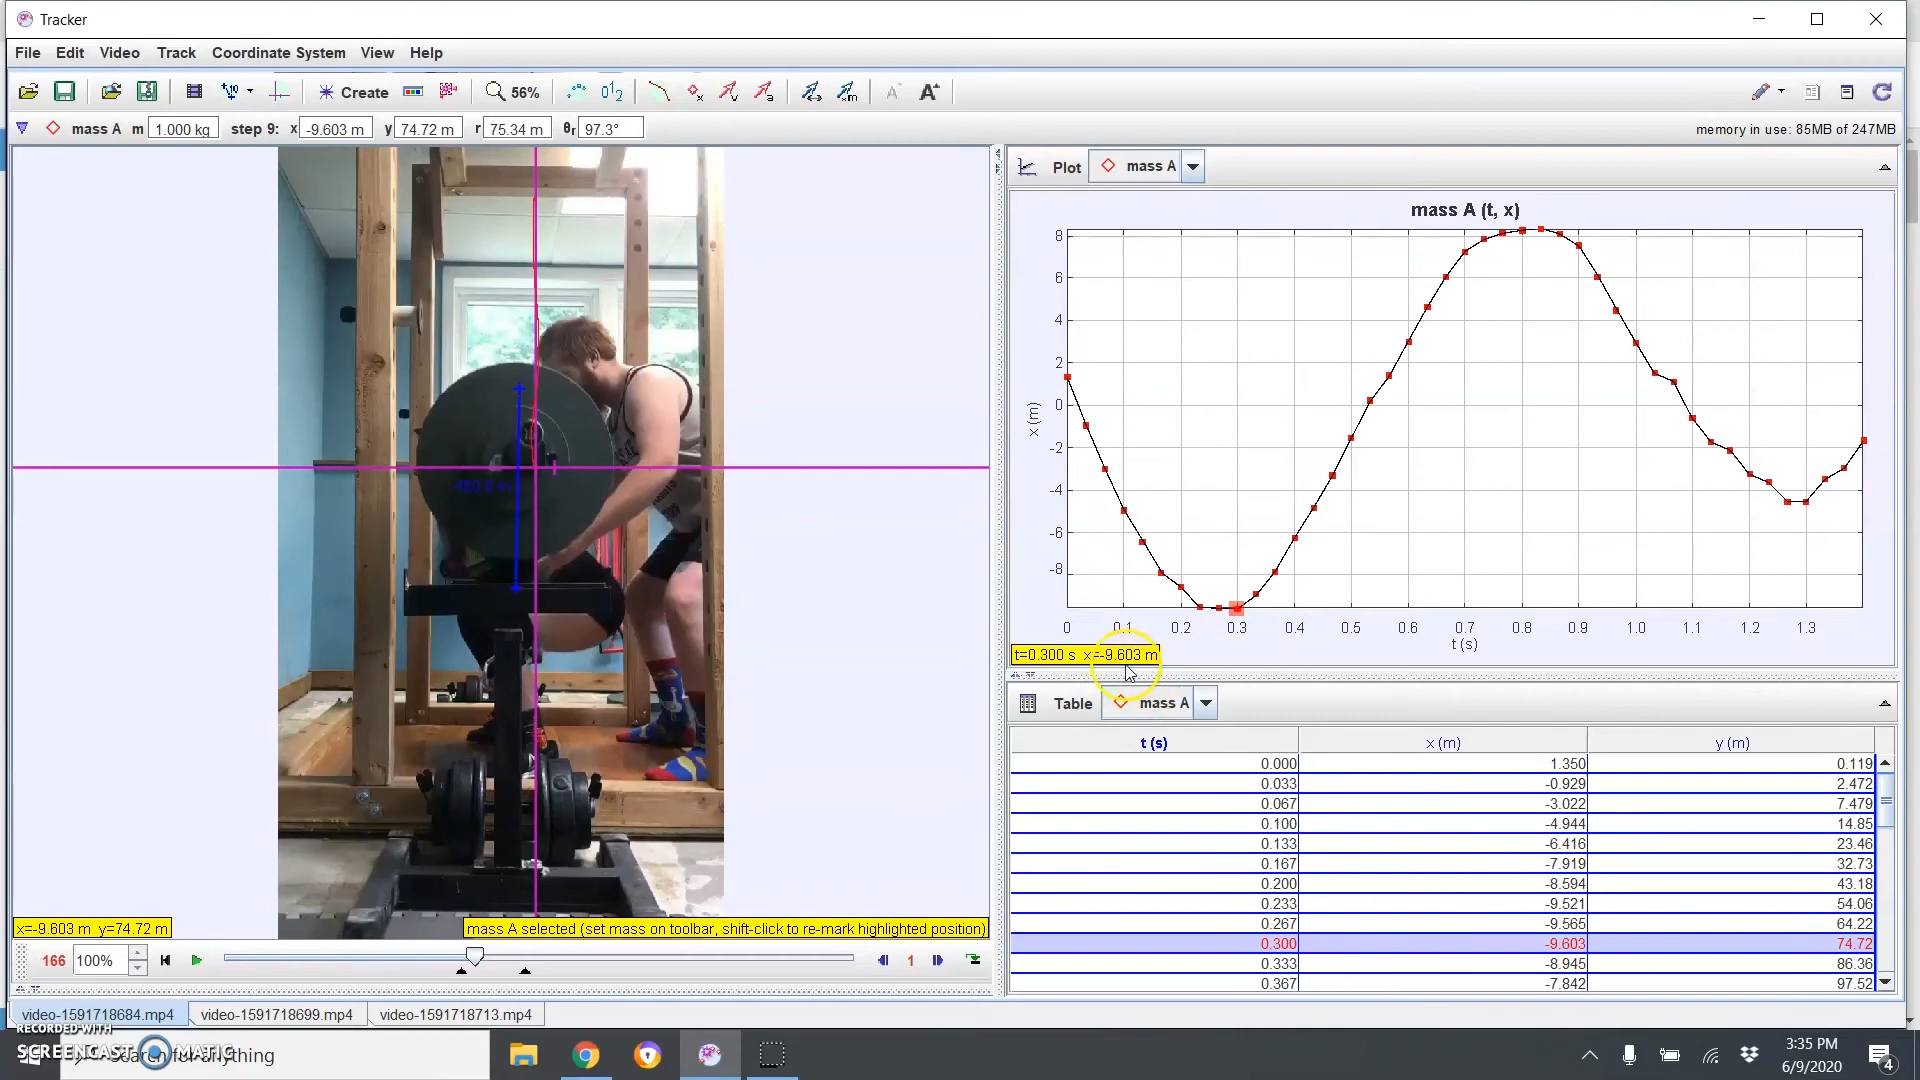 Tracker
File Edit Video Track Coordinate System View Help
Create 56%
mass A m 1.000 kg step 9: x -9.603 m y 74.72 m r 75.34 m θr 97.3°
memory in use: 85MB of 247MB
Plot mass A
mass A (t, x)
8
6
4
2
0
-2
-4
-6
-8
x (m)
0 0.1 0.2 0.3 0.4 0.5 0.6 0.7 0.8 0.9 1.0 1.1 1.2 1.3
t (s)
t=0.300 s x=-9.603 m
Table mass A
t (s) x (m) y (m)
0.000 1.350 0.119
0.033 -0.929 2.472
0.067 -3.022 7.479
0.100 -4.944 14.85
0.133 -6.416 23.46
0.167 -7.919 32.73
0.200 -8.594 43.18
0.233 -9.521 54.06
0.267 -9.565 64.22
0.300 -9.603 74.72
0.333 -8.945 86.36
0.367 -7.842 97.52
x=-9.603 m y=74.72 m
mass A selected (set mass on toolbar, shift-click to re-mark highlighted position)
166 100% 1
video-1591718684.mp4 video-1591718699.mp4 video-1591718713.mp4
RECORDED WITH
SCREENCAST MATIC
Search for anything
3:35 PM
6/9/2020
4